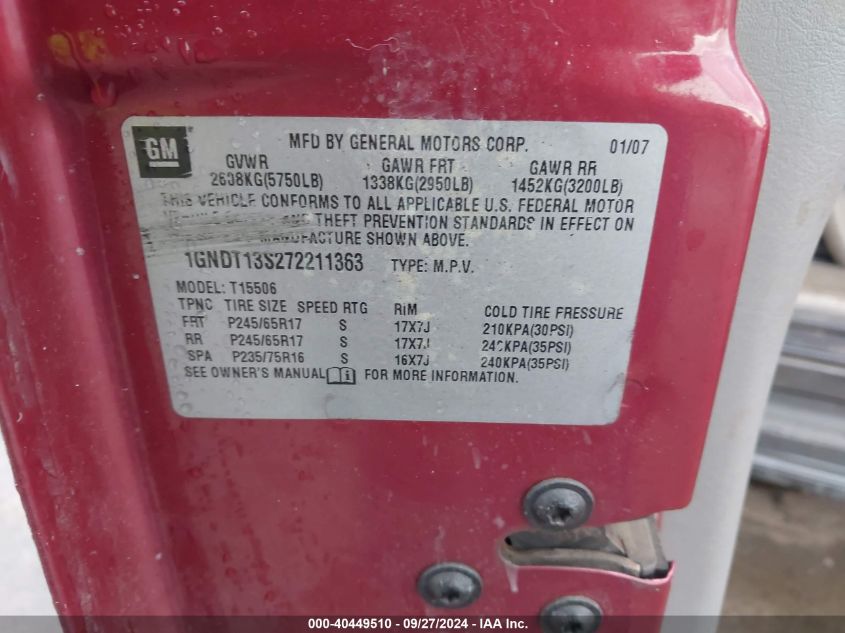 GM
MFD BY GENERAL MOTORS CORP. 01/07
GVWR GAWR FRT GAWR RR
2608KG(5750LB) 1338KG(2950LB) 1452KG(3200LB)
THIS VEHICLE CONFORMS TO ALL APPLICABLE U.S. FEDERAL MOTOR
VEHICLE AND THEFT PREVENTION STANDARDS IN EFFECT ON
MANUFACTURE SHOWN ABOVE.
1GNDT13S272211363 TYPE: M.P.V.
MODEL: T15506
TPNC TIRE SIZE SPEED RTG RIM COLD TIRE PRESSURE
FRT P245/65R17 S 17X7J 210KPA(30PSI)
RR P245/65R17 S 17X7J 240KPA(35PSI)
SPA P235/75R16 S 16X7J 240KPA(35PSI)
SEE OWNER'S MANUAL i FOR MORE INFORMATION.
000-40449510 - 09/27/2024 - IAA Inc.